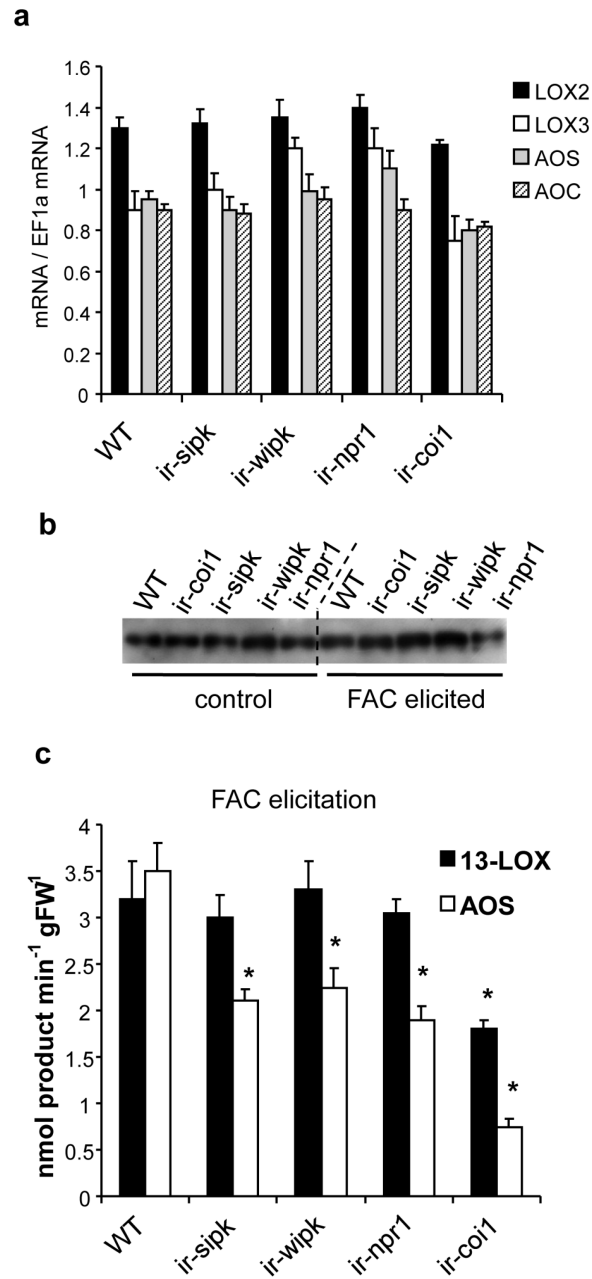 a
1.6
1.4
1.2
1
0.8
0.6
0.4
0.2
0
mRNA / EF1a mRNA
LOX2
LOX3
AOS
AOC
WT
ir-sipk
ir-wipk
ir-npr1
ir-coi1
b
WT
ir-coi1
ir-sipk
ir-wipk
ir-npr1
WT
ir-coi1
ir-sipk
ir-wipk
ir-npr1
control
FAC elicited
c
FAC elicitation
4
3.5
3
2.5
2
1.5
1
0.5
0
nmol product min-1 gFW1
13-LOX
AOS
*
*
*
*
*
WT
ir-sipk
ir-wipk
ir-npr1
ir-coi1